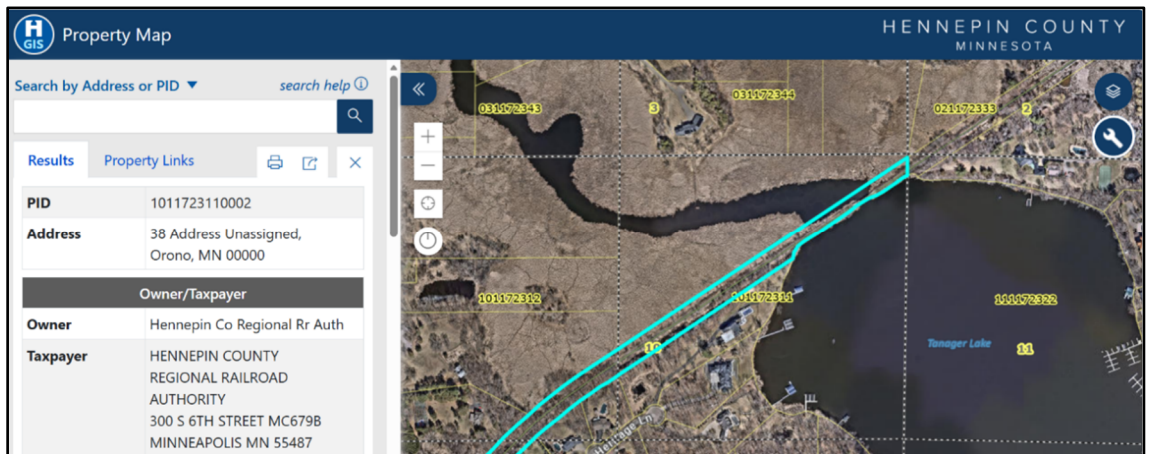 H
GIS
Property Map
HENNEPIN COUNTY
MINNESOTA
Search by Address or PID
search help
Results
Property Links
PID
1011723110002
Address
38 Address Unassigned,
Orono, MN 00000
Owner/Taxpayer
Owner
Hennepin Co Regional Rr Auth
Taxpayer
HENNEPIN COUNTY
REGIONAL RAILROAD
AUTHORITY
300 S 6TH STREET MC679B
MINNEAPOLIS MN 55487
031172343
3
031172344
021172333
2
101172312
101172311
10
111172322
Tanager Lake
11
Heritage Ln